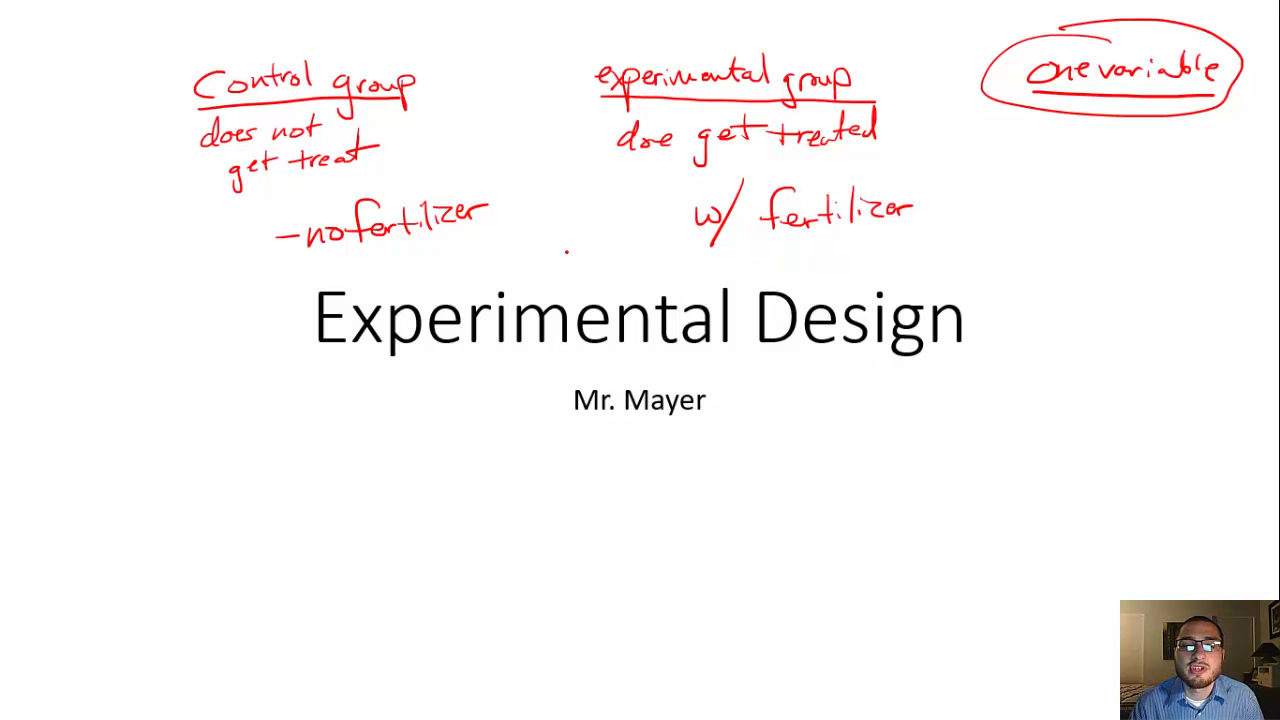 Control group
does not
get treat
-no fertilizer
experimental group
doe get treated
w/ fertilizer
one variable
Experimental Design
Mr. Mayer